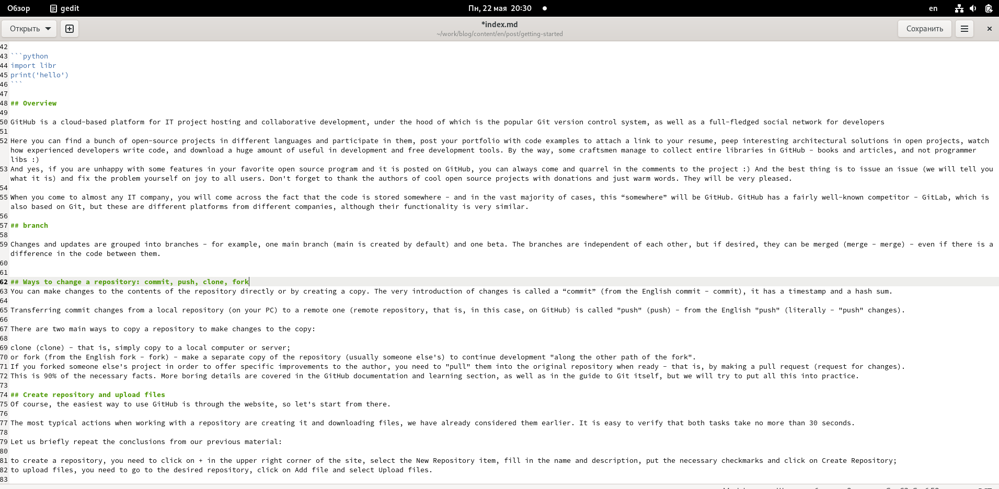 Обзор gedit Пн, 22 мая 20:30 en
Открыть *index.md Сохранить
~/work/blog/content/en/post/getting-started
42
43 ```python
44 import libr
45 print('hello')
46 ```
47
48 ## Overview
49
50 GitHub is a cloud-based platform for IT project hosting and collaborative development, under the hood of which is the popular Git version control system, as well as a full-fledged social network for developers
51
52 Here you can find a bunch of open-source projects in different languages and participate in them, post your portfolio with code examples to attach a link to your resume, peep interesting architectural solutions in open projects, watch
how experienced developers write code, and download a huge amount of useful in development and free development tools. By the way, some craftsmen manage to collect entire libraries in GitHub - books and articles, and not programmer
libs :)
53 And yes, if you are unhappy with some features in your favorite open source program and it is posted on GitHub, you can always come and quarrel in the comments to the project :) And the best thing is to issue an issue (we will tell you
what it is) and fix the problem yourself on joy to all users. Don't forget to thank the authors of cool open source projects with donations and just warm words. They will be very pleased.
54
55 When you come to almost any IT company, you will come across the fact that the code is stored somewhere - and in the vast majority of cases, this “somewhere” will be GitHub. GitHub has a fairly well-known competitor - GitLab, which is
also based on Git, but these are different platforms from different companies, although their functionality is very similar.
56
57 ## branch
58
59 Changes and updates are grouped into branches - for example, one main branch (main is created by default) and one beta. The branches are independent of each other, but if desired, they can be merged (merge - merge) - even if there is a
difference in the code between them.
60
61
62 ## Ways to change a repository: commit, push, clone, fork
63 You can make changes to the contents of the repository directly or by creating a copy. The very introduction of changes is called a “commit” (from the English commit - commit), it has a timestamp and a hash sum.
64
65 Transferring commit changes from a local repository (on your PC) to a remote one (remote repository, that is, in this case, on GitHub) is called "push" (push) - from the English "push" (literally - "push" changes).
66
67 There are two main ways to copy a repository to make changes to the copy:
68
69 clone (clone) - that is, simply copy to a local computer or server;
70 or fork (from the English fork - fork) - make a separate copy of the repository (usually someone else's) to continue development "along the other path of the fork".
71 If you forked someone else's project in order to offer specific improvements to the author, you need to "pull" them into the original repository when ready - that is, by making a pull request (request for changes).
72 This is 90% of the necessary facts. More boring details are covered in the GitHub documentation and learning section, as well as in the guide to Git itself, but we will try to put all this into practice.
73
74 ## Create repository and upload files
75 Of course, the easiest way to use GitHub is through the website, so let's start from there.
76
77 The most typical actions when working with a repository are creating it and downloading files, we have already considered them earlier. It is easy to verify that both tasks take no more than 30 seconds.
78
79 Let us briefly repeat the conclusions from our previous material:
80
81 to create a repository, you need to click on + in the upper right corner of the site, select the New Repository item, fill in the name and description, put the necessary checkmarks and click on Create Repository;
82 to upload files, you need to go to the desired repository, click on Add file and select Upload files.
83